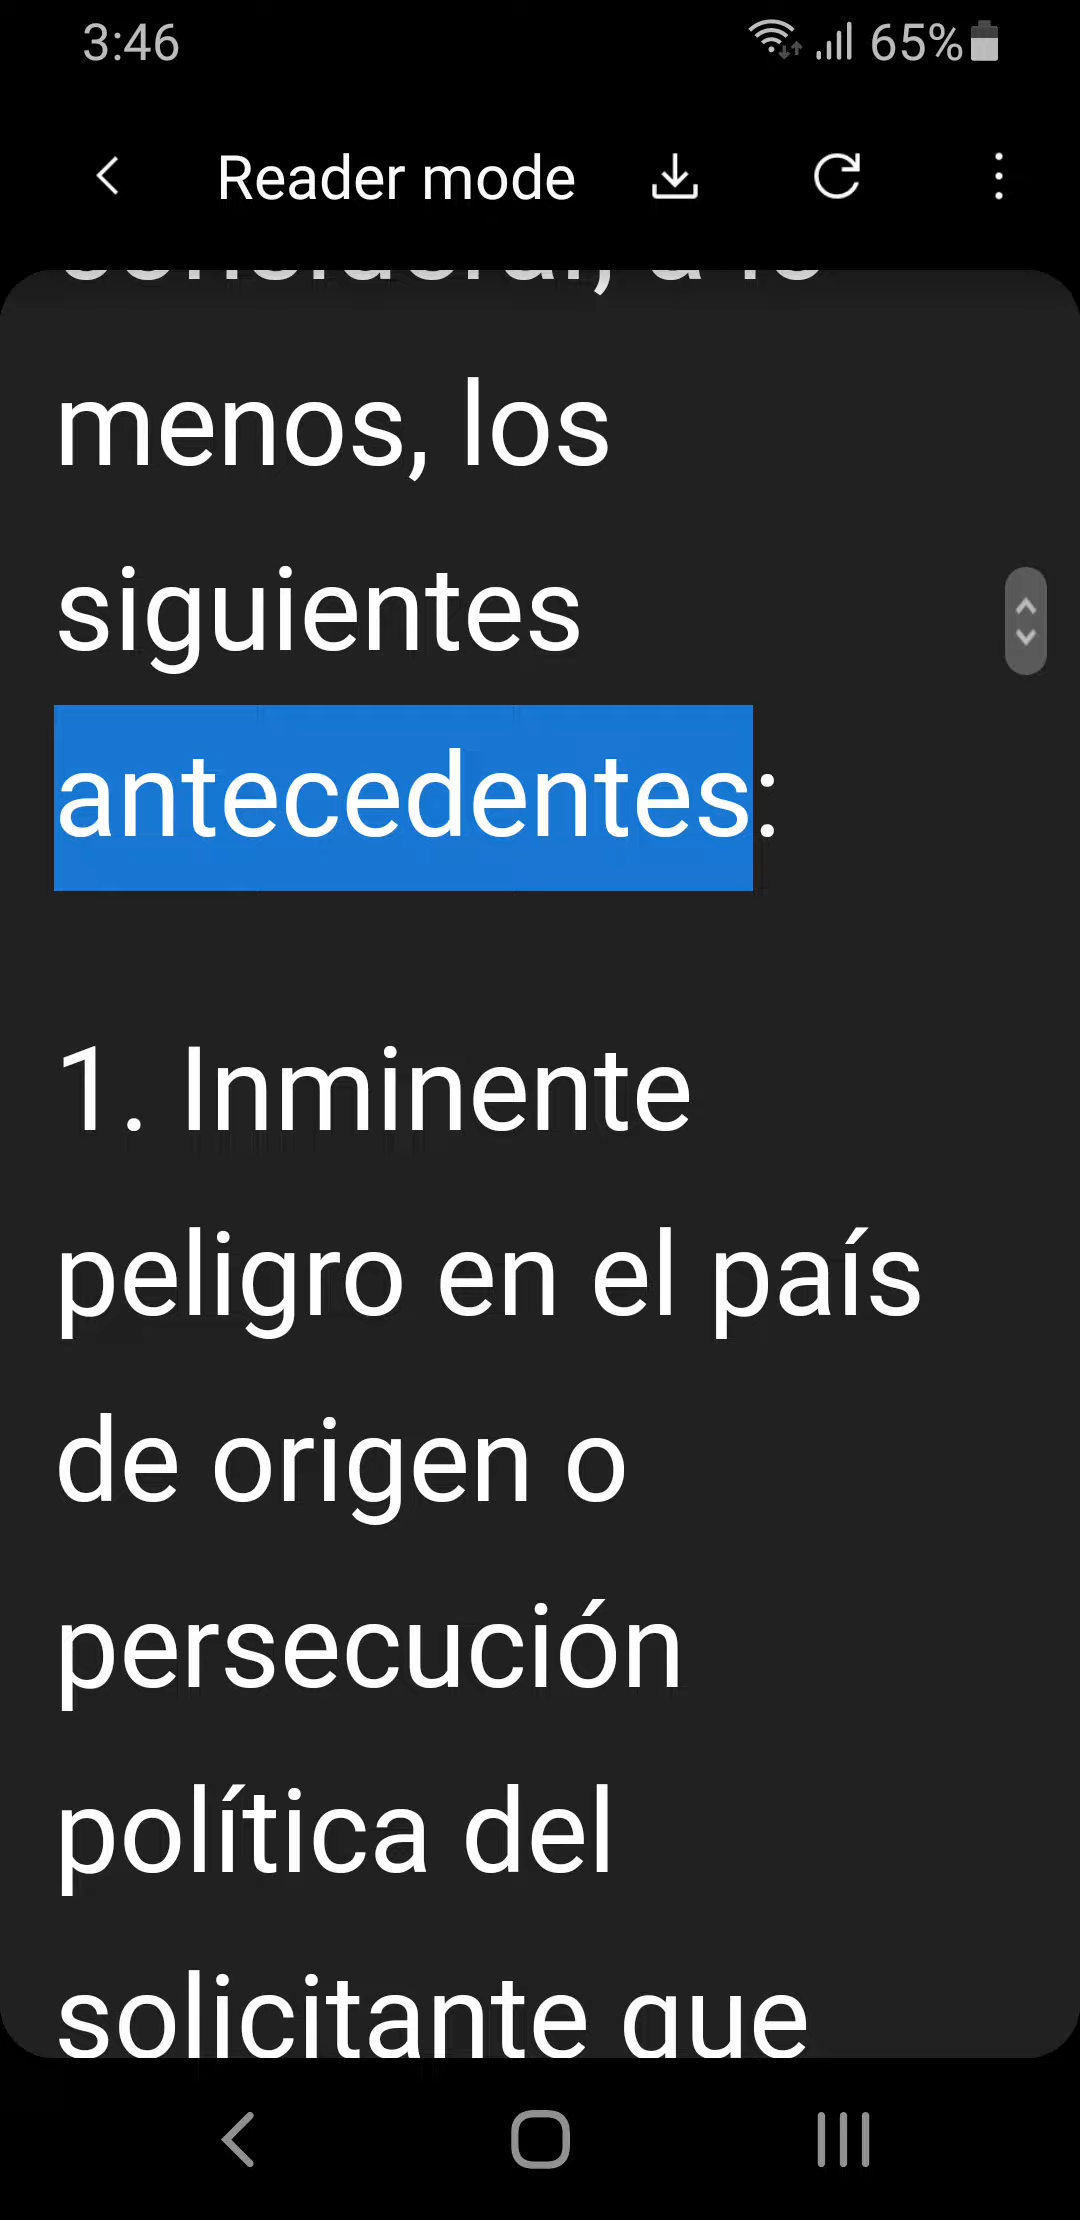 3:46 65%
Reader mode
menos, los
siguientes
antecedentes:
1. Inminente
peligro en el país
de origen o
persecución
política del
solicitante que